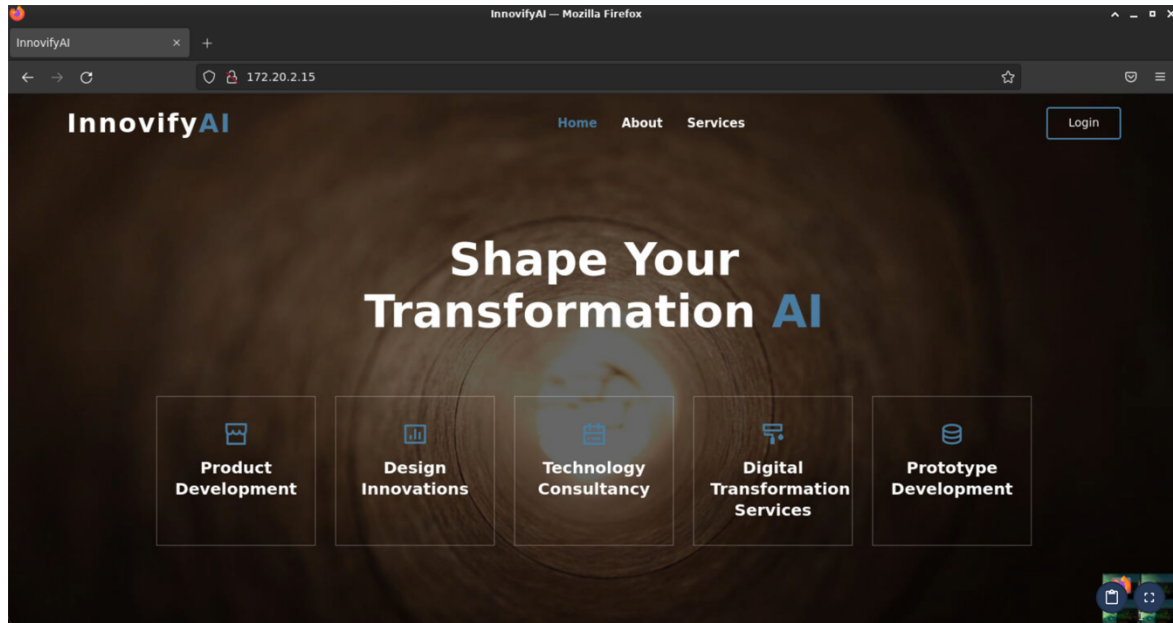 InnovifyAI — Mozilla Firefox
InnovifyAI
172.20.2.15
InnovifyAI
Home About Services
Login
Shape Your
Transformation AI
Product
Development
Design
Innovations
Technology
Consultancy
Digital
Transformation
Services
Prototype
Development